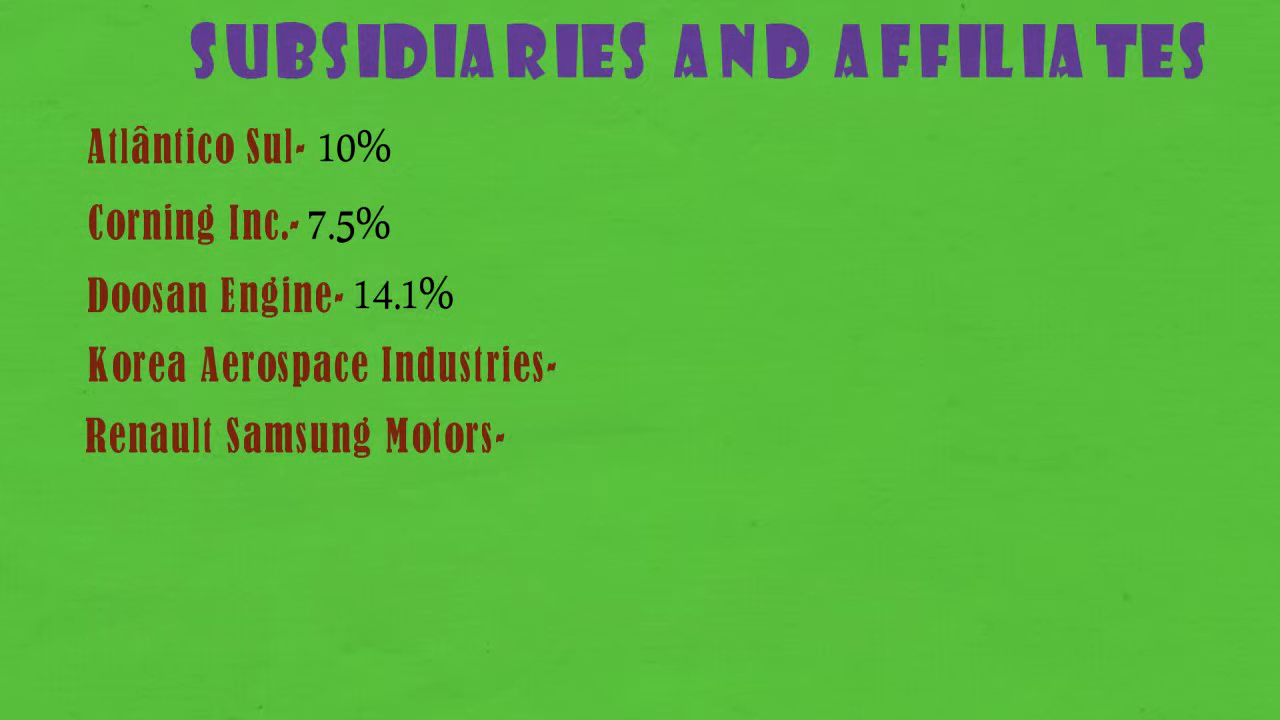 SUBSIDIARIES AND AFFILIATES
Atlântico Sul- 10%
Corning Inc.- 7.5%
Doosan Engine- 14.1%
Korea Aerospace Industries-
Renault Samsung Motors-